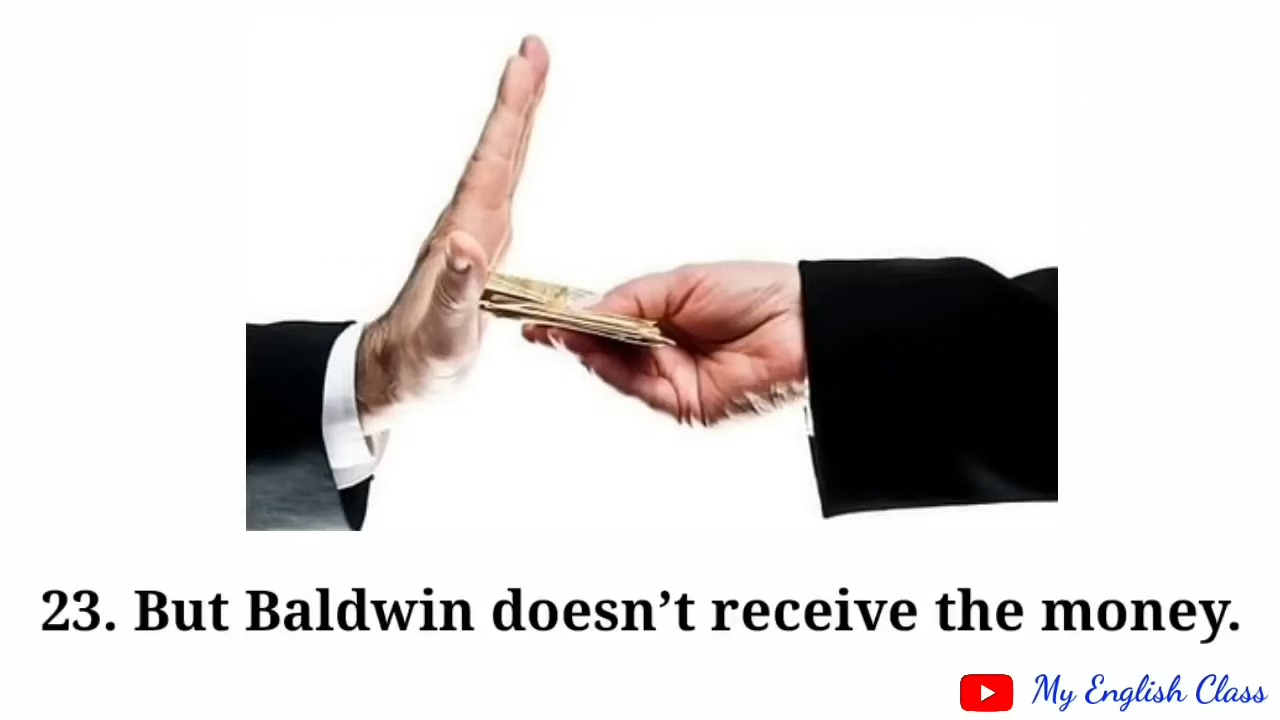 23. But Baldwin doesn’t receive the money.
My English Class